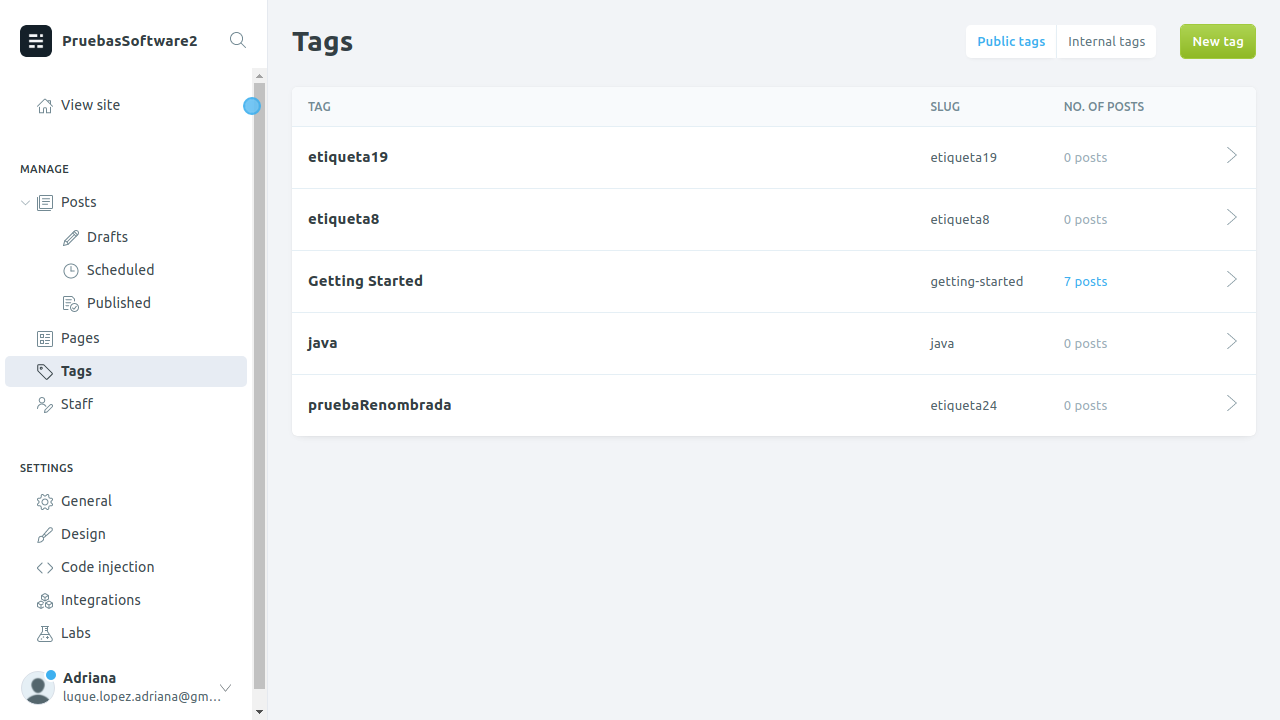 PruebasSoftware2
View site
MANAGE
Posts
Drafts
Scheduled
Published
Pages
Tags
Staff
SETTINGS
General
Design
Code injection
Integrations
Labs
Adriana
luque.lopez.adriana@gm...
Tags
Public tags
Internal tags
New tag
TAG SLUG NO. OF POSTS
etiqueta19 etiqueta19 0 posts
etiqueta8 etiqueta8 0 posts
Getting Started getting-started 7 posts
java java 0 posts
pruebaRenombrada etiqueta24 0 posts